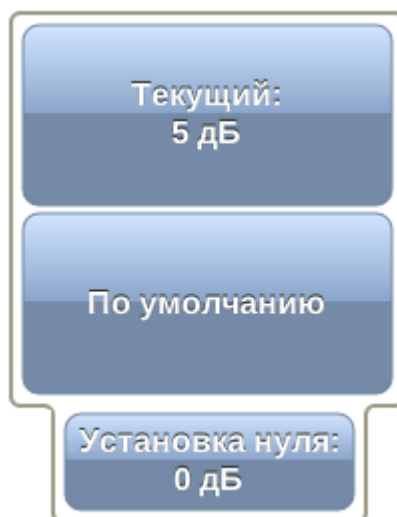 Текущий:
5 дБ
По умолчанию
Установка нуля:
0 дБ